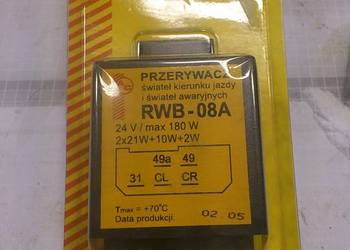 PRZERYWACZ
świateł kierunku jazdy
i świateł awaryjnych
RWB-08A
24 V / max 180 W
2x21W+10W+2W
49a 49
31 CL CR
Tmax = +70°C
Data produkcji: 02 05